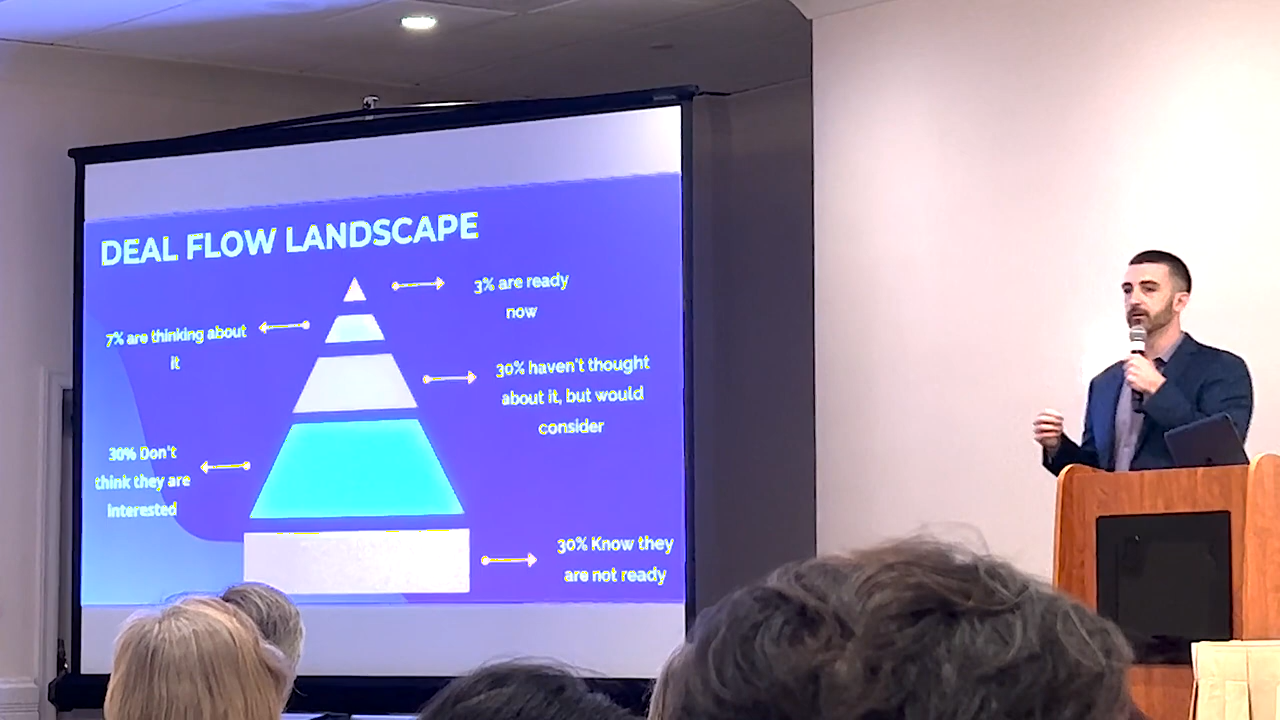 DEAL FLOW LANDSCAPE
3% are ready
now
7% are thinking about
it
30% haven't thought
about it, but would
consider
30% Don't
think they are
interested
30% Know they
are not ready